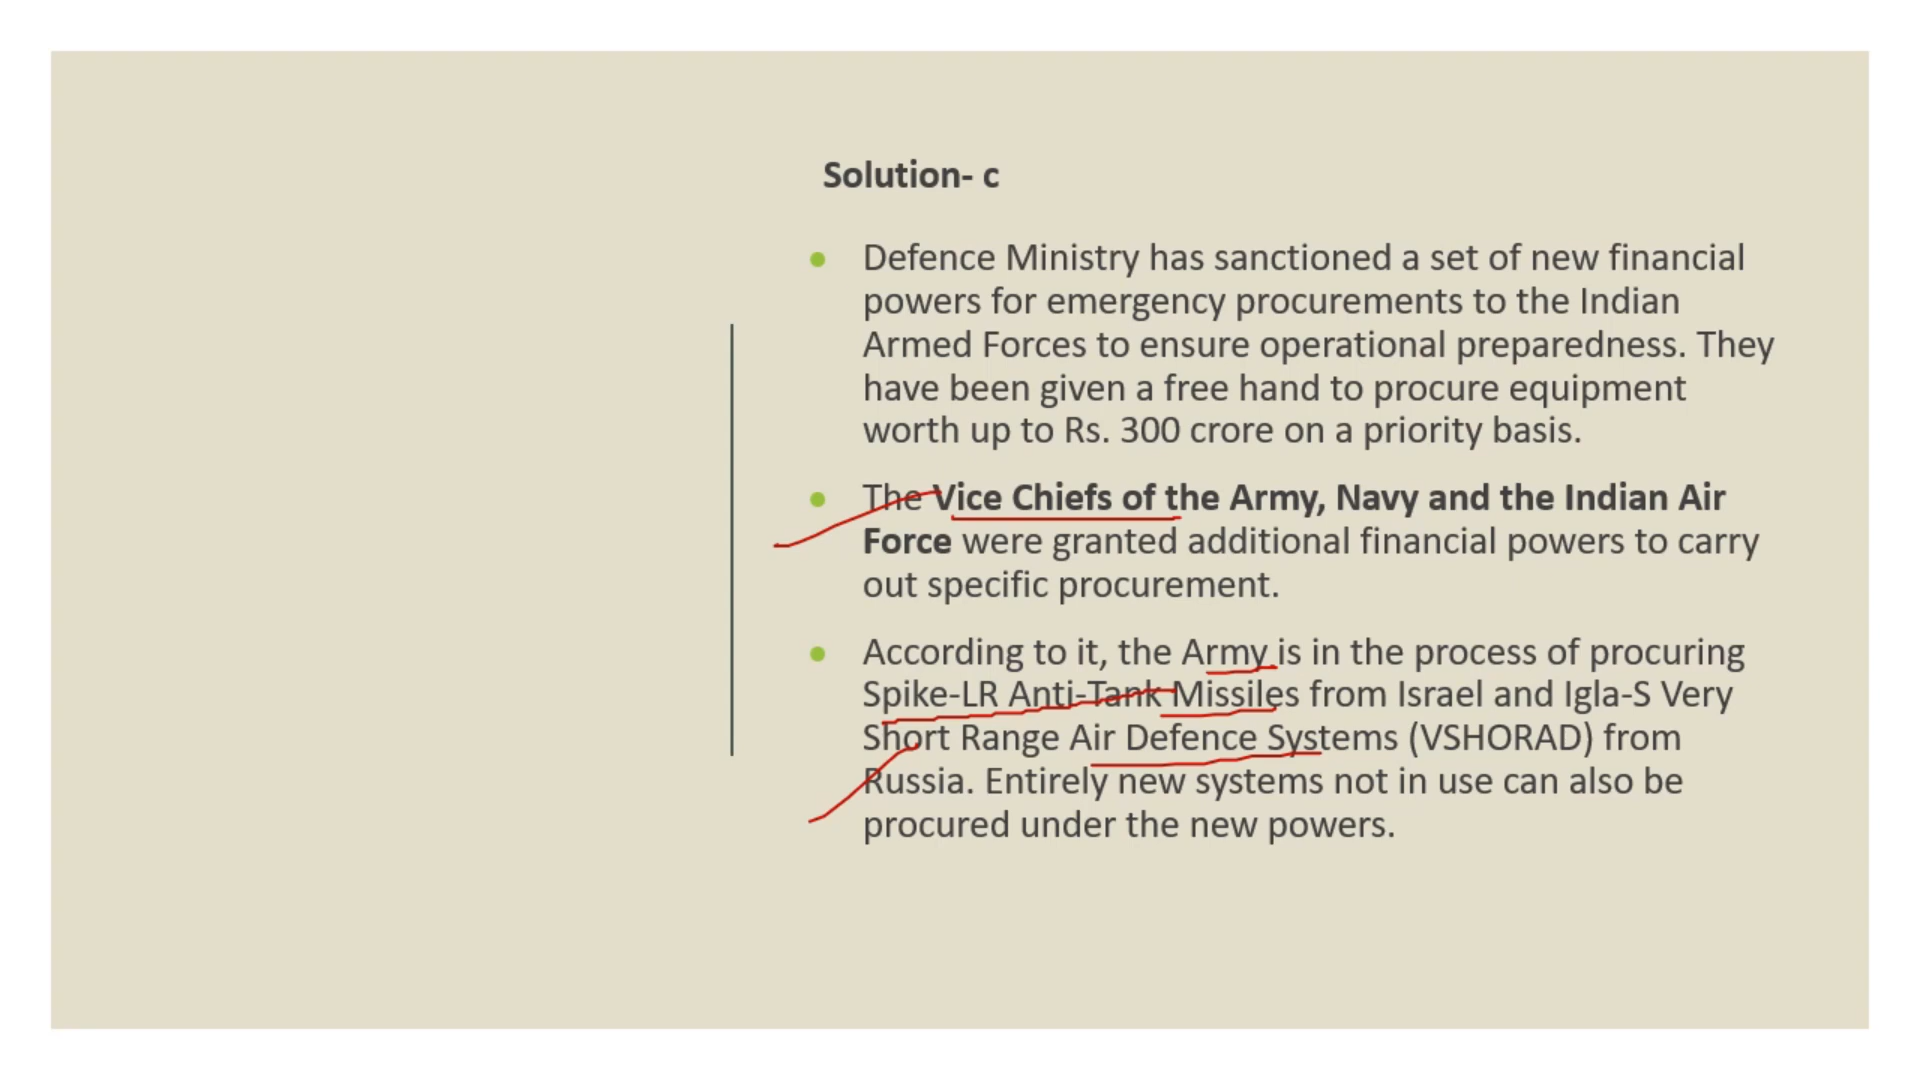 Solution- c
Defence Ministry has sanctioned a set of new financial
powers for emergency procurements to the Indian
Armed Forces to ensure operational preparedness. They
have been given a free hand to procure equipment
worth up to Rs. 300 crore on a priority basis.
The Vice Chiefs of the Army, Navy and the Indian Air
Force were granted additional financial powers to carry
out specific procurement.
According to it, the Army is in the process of procuring
Spike-LR Anti-Tank Missiles from Israel and Igla-S Very
Short Range Air Defence Systems (VSHORAD) from
Russia. Entirely new systems not in use can also be
procured under the new powers.